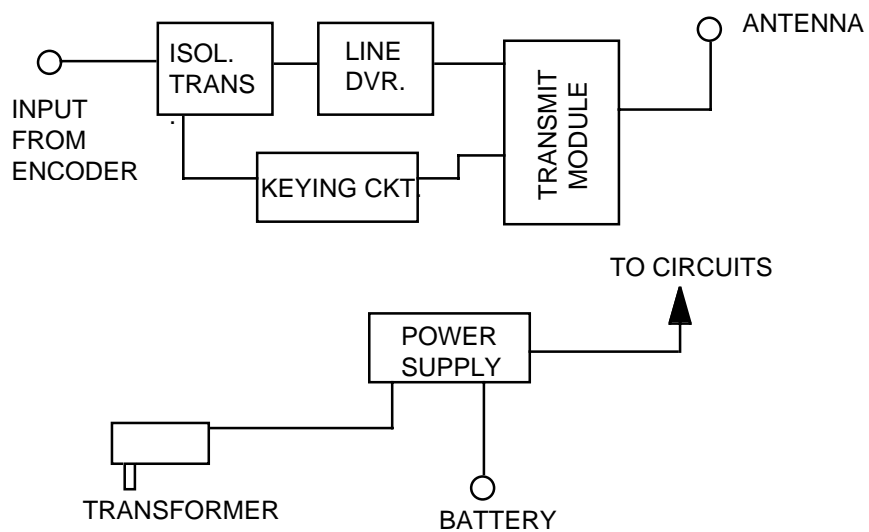 ISOL.
TRANS.
LINE
DVR.
ANTENNA
INPUT
FROM
ENCODER
KEYING CKT.
TRANSMIT
MODULE
TO CIRCUITS
POWER
SUPPLY
TRANSFORMER
BATTERY